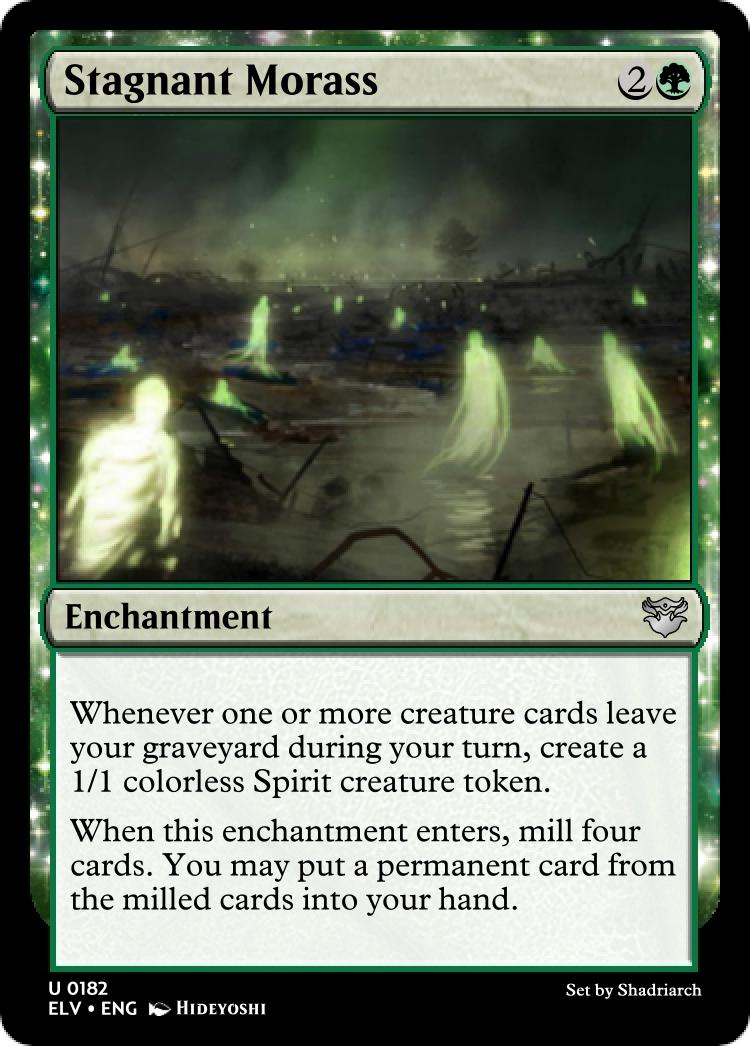 Stagnant Morass 2
Enchantment
Whenever one or more creature cards leave
your graveyard during your turn, create a
1/1 colorless Spirit creature token.
When this enchantment enters, mill four
cards. You may put a permanent card from
the milled cards into your hand.
U 0182
Set by Shadriarch
ELV • ENG Hideyoshi